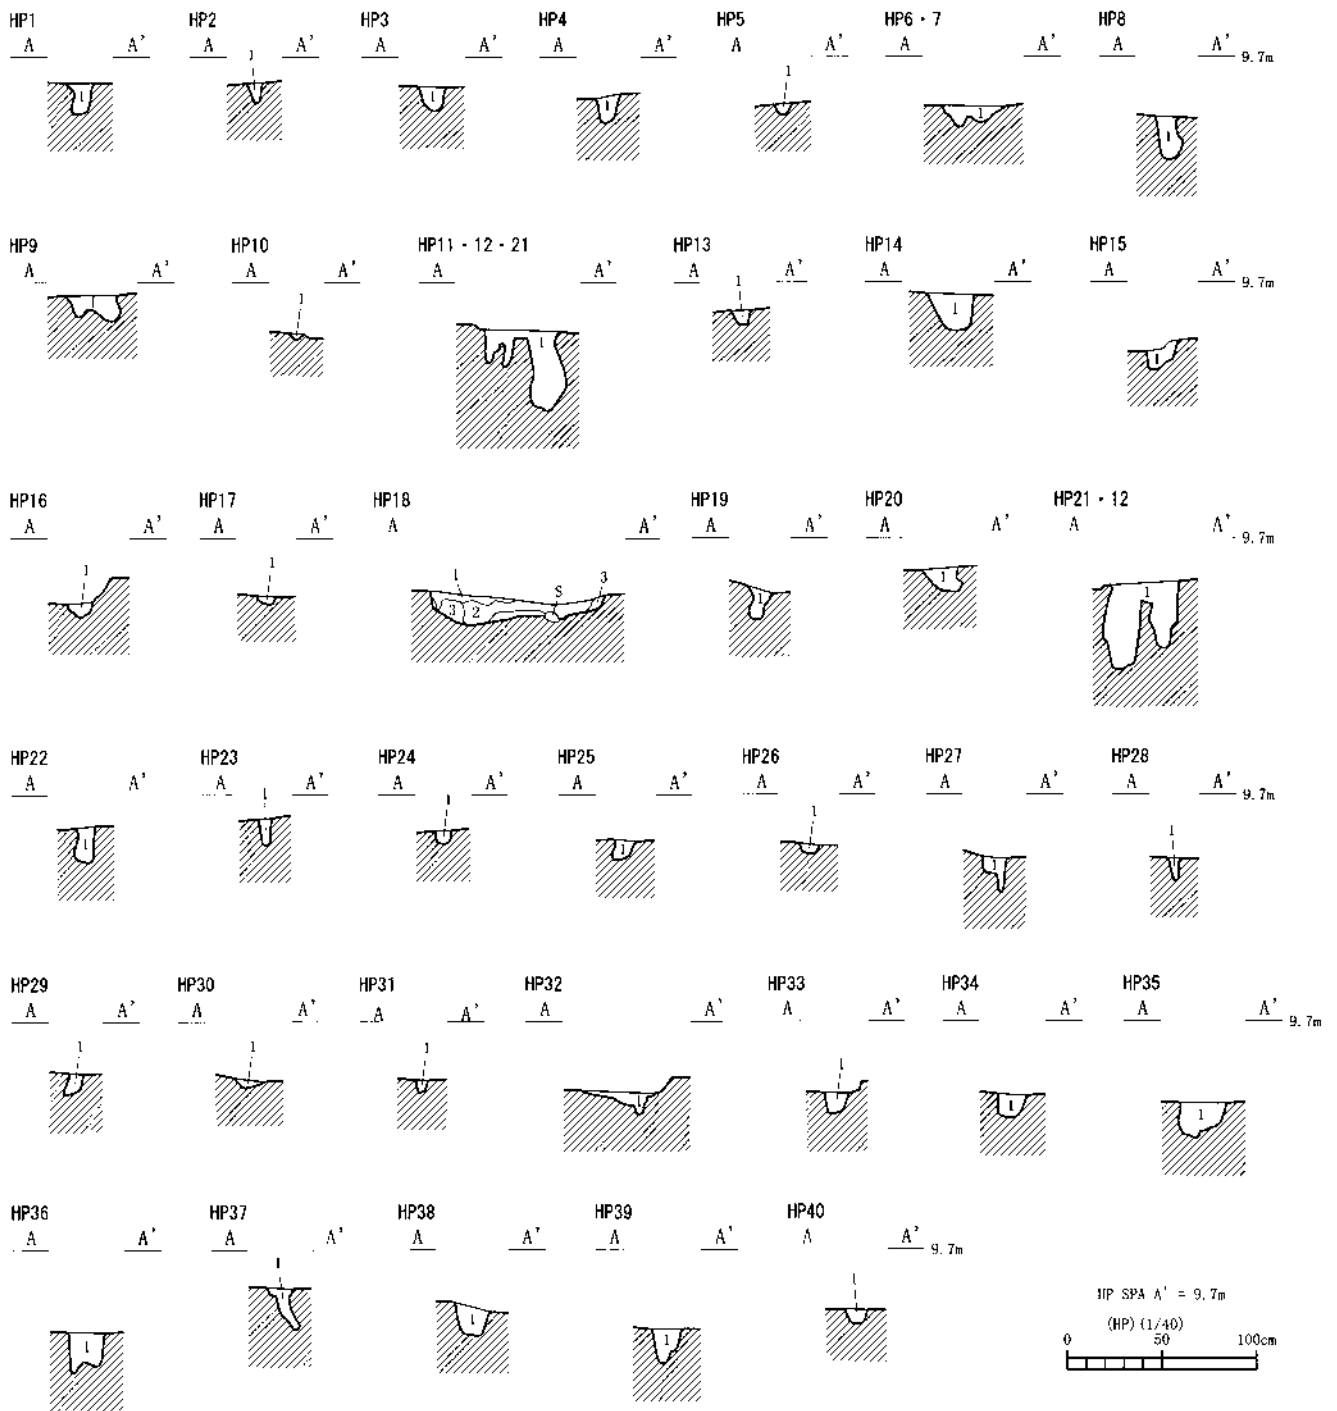 HP1 HP2 HP3 HP4 HP5 HP6・7 HP8
A A' A A' A A' A A' A A' A A' A A' 9.7m
1 1 1 1 1 1 1
HP9 HP10 HP11・12・21 HP13 HP14 HP15
A A' A A' A A' A A' A A' A A' 9.7m
1 1 1 1 1 1
HP16 HP17 HP18 HP19 HP20 HP21・12
A A' A A' A A' A A' A A' A A' 9.7m
1 1 1 3 2 S 3 1 1 1
HP22 HP23 HP24 HP25 HP26 HP27 HP28
A A' A A' A A' A A' A A' A A' A A' 9.7m
1 1 1 1 1 1 1
HP29 HP30 HP31 HP32 HP33 HP34 HP35
A A' A A' A A' A A' A A' A A' A A' 9.7m
1 1 1 1 1 1 1
HP36 HP37 HP38 HP39 HP40
A A' A A' A A' A A' A A' 9.7m
1 1 1 1 1
HP SPA A' = 9.7m
(HP)(1/40)
0 50 100cm